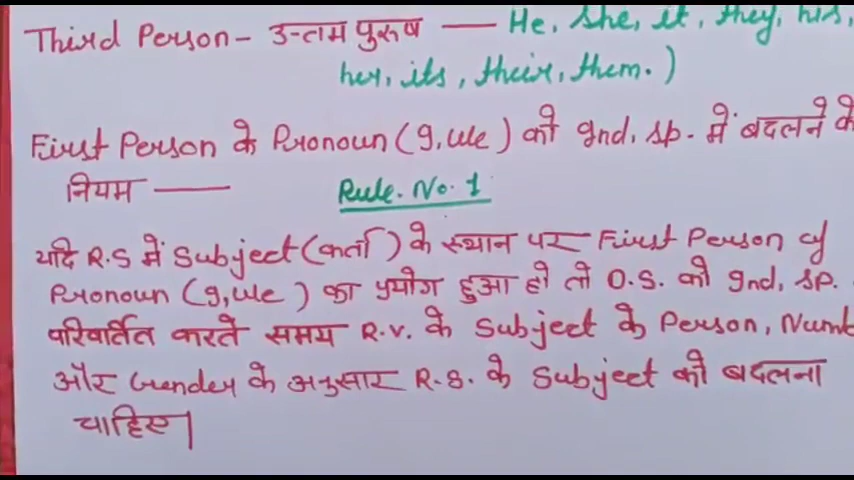 Third Person - उत्तम पुरुष — He, she, it, they, his,
her, its, their, them.)
First Person के Pronoun (I, we) को Ind. sp. में बदलने के
नियम —
Rule. No. 1
यदि R.S में Subject (कर्ता) के स्थान पर First Person of
Pronoun (I, we) का प्रयोग हुआ हो तो O.S. को Ind. sp.
परिवर्तित करते समय R.V. के Subject के Person, Numb
और Gender के अनुसार R.S. के Subject को बदलना
चाहिए।